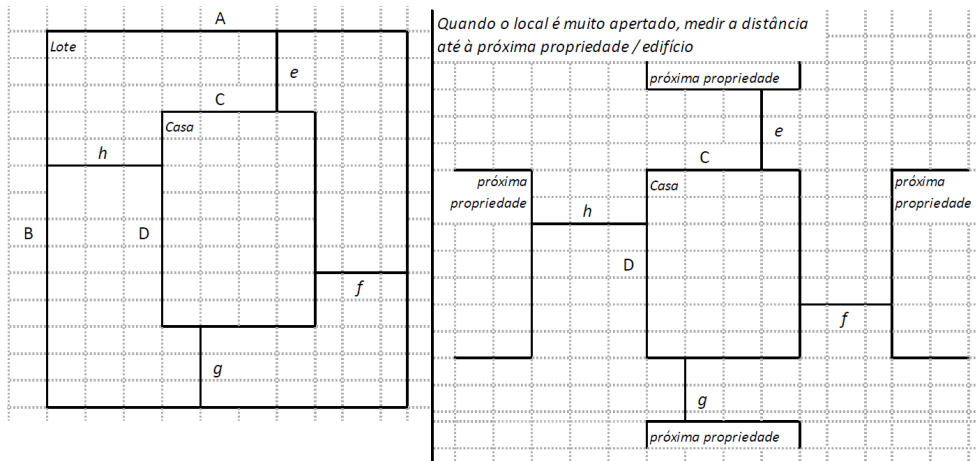 A
Lote
e
C
Casa
h
B
D
f
g
Quando o local é muito apertado, medir a distância
até à próxima propriedade / edifício
próxima propriedade
e
C
próxima
propriedade
Casa
próxima
propriedade
h
D
f
g
próxima propriedade